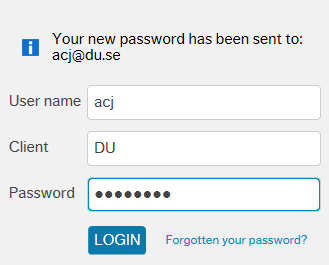 Your new password has been sent to:
acj@du.se
User name acj
Client DU
Password ●●●●●●●●
LOGIN Forgotten your password?